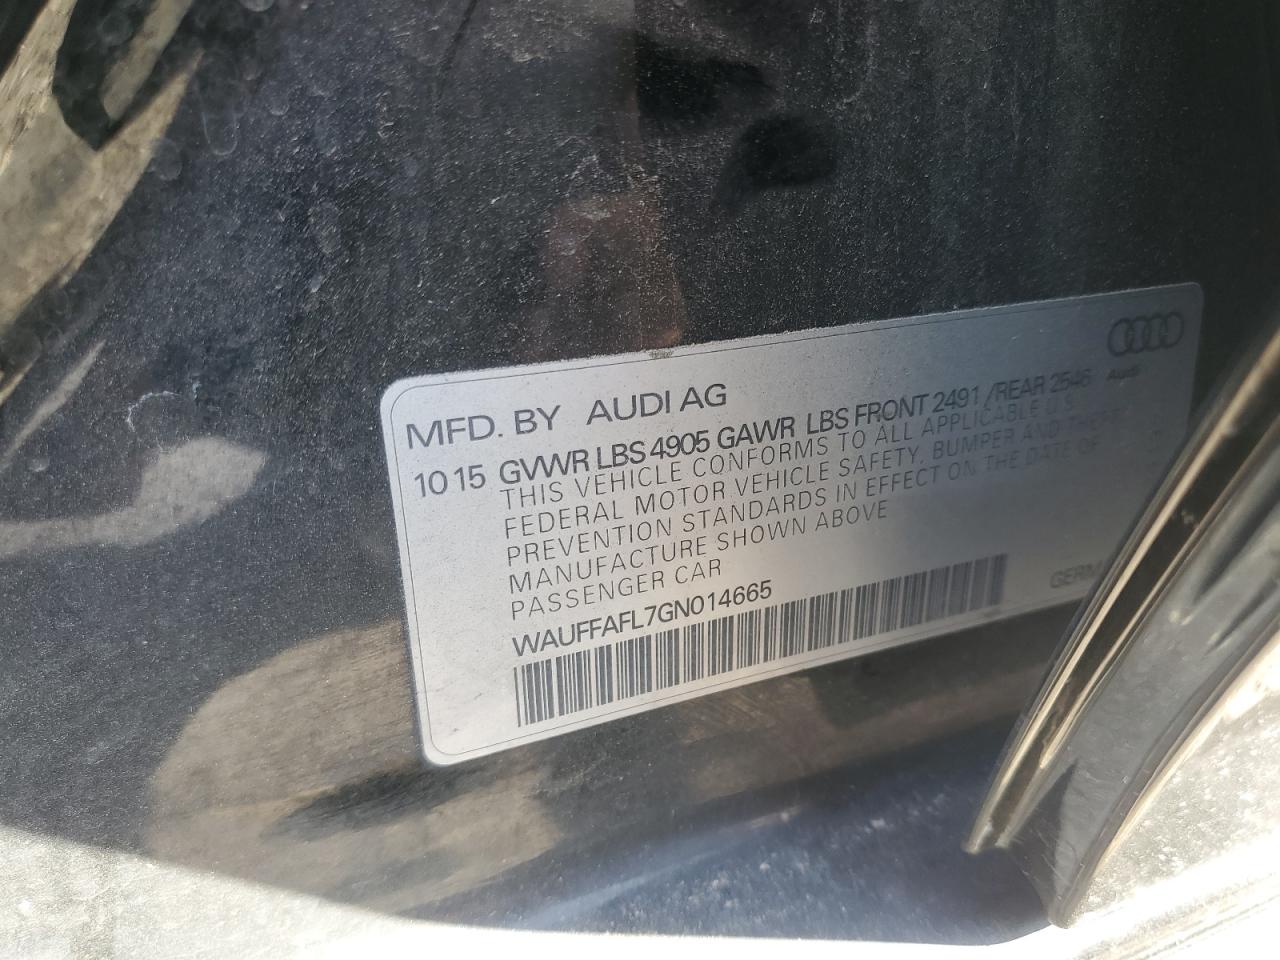 MFD. BY AUDI AG
Audi
10 15 GVWR LBS 4905 GAWR LBS FRONT 2491 /REAR 2546
THIS VEHICLE CONFORMS TO ALL APPLICABLE U.S.
FEDERAL MOTOR VEHICLE SAFETY, BUMPER AND THEFT
PREVENTION STANDARDS IN EFFECT ON THE DATE OF
MANUFACTURE SHOWN ABOVE
PASSENGER CAR
WAUFFAFL7GN014665